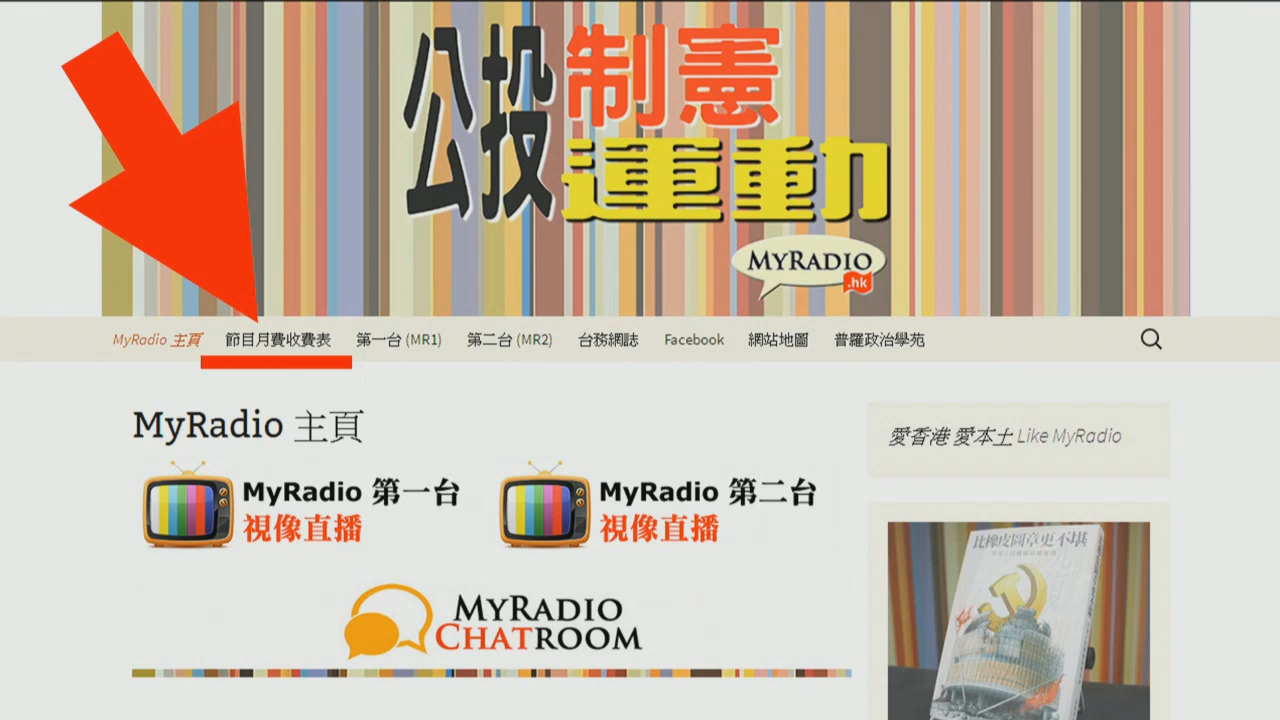 公投制憲
運動
MyRadio
.hk
MyRadio 主頁 節目月費收費表 第一台 (MR1) 第二台 (MR2) 台務網誌 Facebook 網站地圖 普羅政治學苑
MyRadio 主頁
愛香港 愛本土 Like MyRadio
MyRadio 第一台
視像直播
MyRadio 第二台
視像直播
北橡皮圖章更不堪
MyRadio
Chatroom